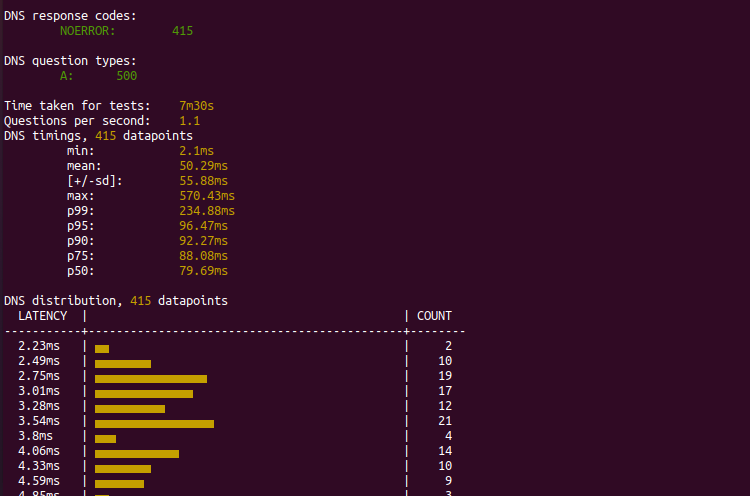 DNS response codes:
NOERROR: 415
DNS question types:
A: 500
Time taken for tests: 7m30s
Questions per second: 1.1
DNS timings, 415 datapoints
min: 2.1ms
mean: 50.29ms
[+/-sd]: 55.88ms
max: 570.43ms
p99: 234.88ms
p95: 96.47ms
p90: 92.27ms
p75: 88.08ms
p50: 79.69ms
DNS distribution, 415 datapoints
LATENCY | | COUNT
-----------+---------------------------------------------+--------
2.23ms | | 2
2.49ms | | 10
2.75ms | | 19
3.01ms | | 17
3.28ms | | 12
3.54ms | | 21
3.8ms | | 4
4.06ms | | 14
4.33ms | | 10
4.59ms | | 9
4.85ms | | 3